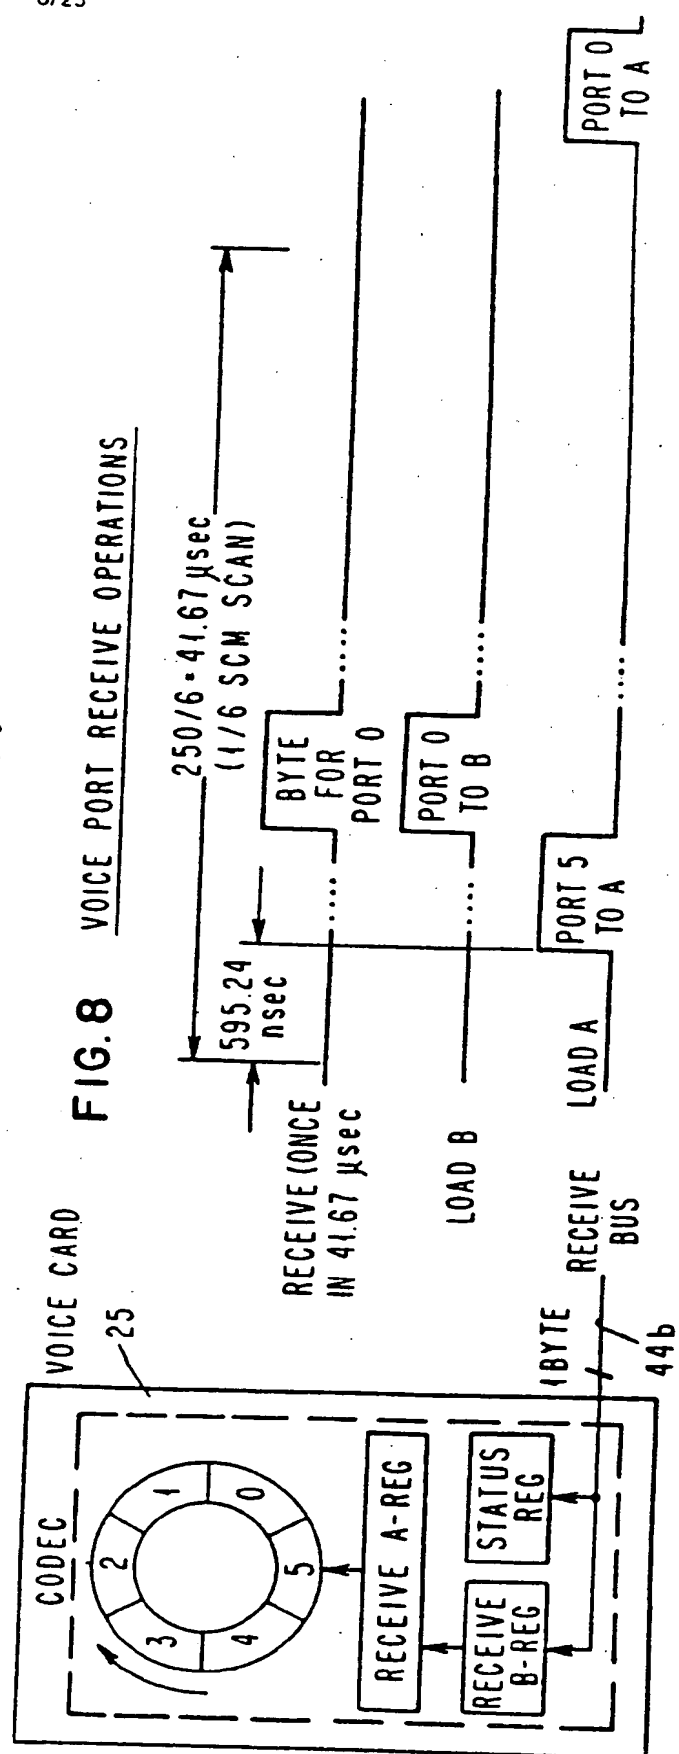 8/25
FIG. 8
VOICE PORT RECEIVE OPERATIONS
VOICE CARD
25
CODEC
0
1
2
3
4
5
RECEIVE A-REG
RECEIVE
B-REG
STATUS
REG
1 BYTE
44b
RECEIVE
BUS
250/6=41.67 µsec
(1/6 SCM SCAN)
595.24
nsec
RECEIVE (ONCE
IN 41.67 µsec
BYTE
FOR
PORT 0
LOAD B
PORT 0
TO B
LOAD A
PORT 5
TO A
PORT 0
TO A